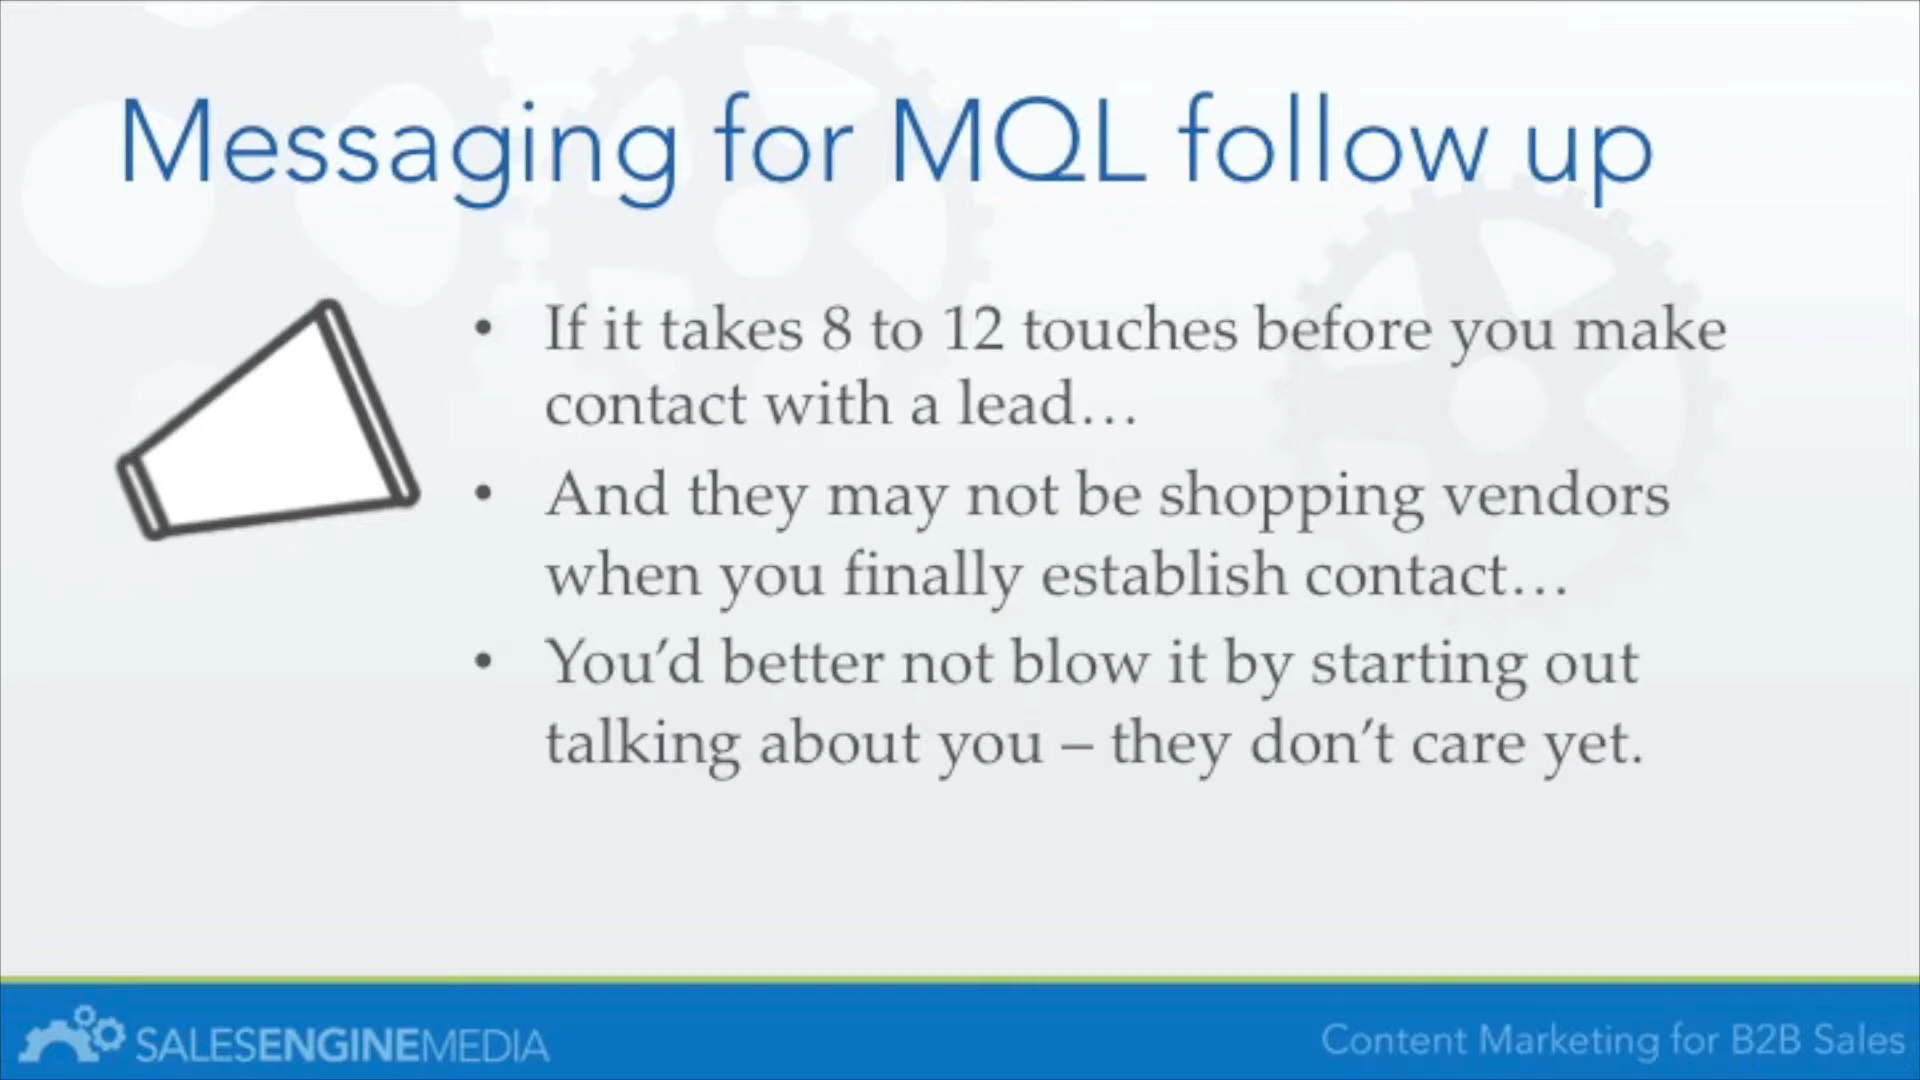 Messaging for MQL follow up
• If it takes 8 to 12 touches before you make
contact with a lead…
• And they may not be shopping vendors
when you finally establish contact…
• You’d better not blow it by starting out
talking about you – they don’t care yet.
SALESENGINEMEDIA
Content Marketing for B2B Sales